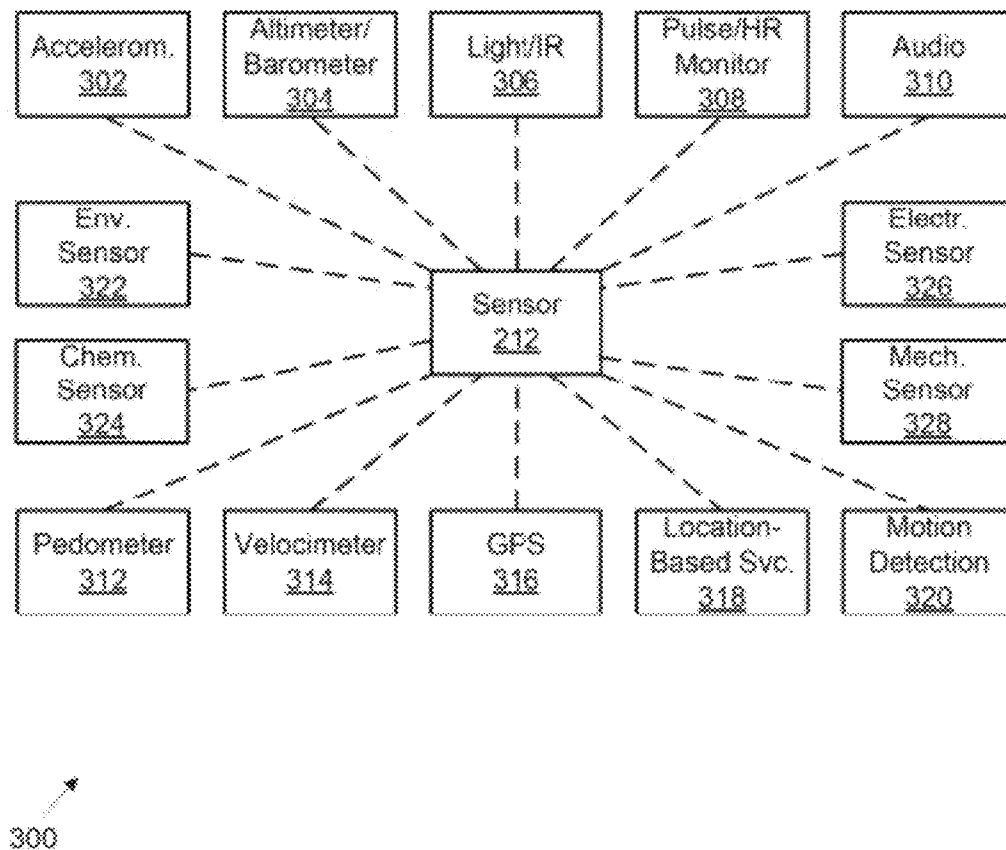 Accelerom.
302
Altimeter/
Barometer
304
Light/IR
306
Pulse/HR
Monitor
308
Audio
310
Env.
Sensor
322
Electr.
Sensor
326
Sensor
212
Chem.
Sensor
324
Mech.
Sensor
328
Pedometer
312
Velocimeter
314
GPS
316
Location-
Based Svc.
318
Motion
Detection
320
300